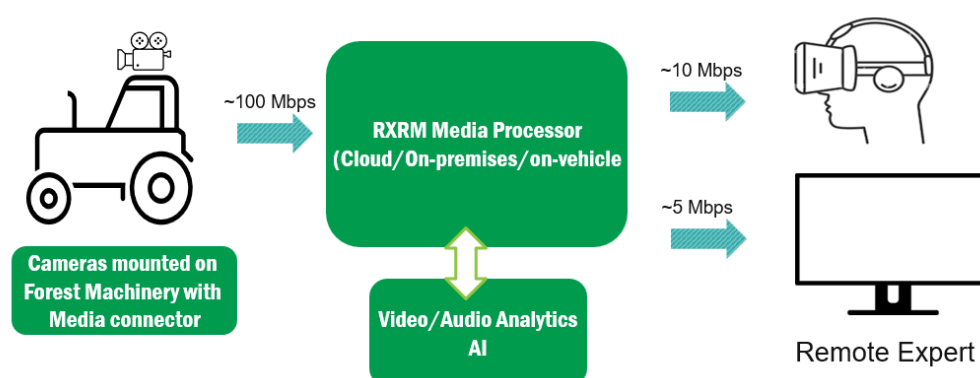 ~100 Mbps
RXRM Media Processor
(Cloud/On-premises/on-vehicle
~10 Mbps
~5 Mbps
Cameras mounted on
Forest Machinery with
Media connector
Video/Audio Analytics
AI
Remote Expert